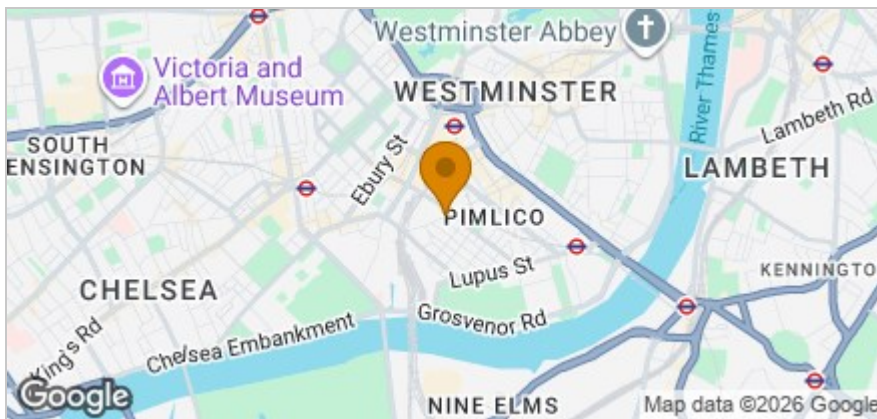 Westminster Abbey
Victoria and
Albert Museum
WESTMINSTER
River Thames
Lambeth Rd
SOUTH
ENSINGTON
Ebury St
LAMBETH
PIMLICO
Lupus St
CHELSEA
KENNINGTO
Grosvenor Rd
Chelsea Embankment
King's Rd
NINE ELMS
Google
Map data ©2026 Google